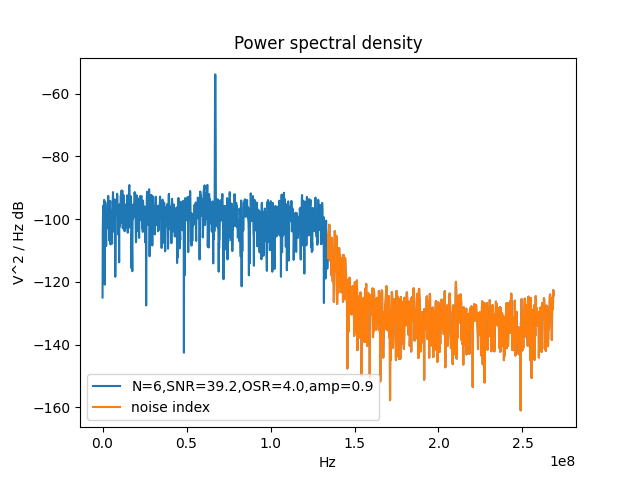 Power spectral density
V^2 / Hz dB
−60
−80
−100
−120
−140
−160
N=6,SNR=39.2,OSR=4.0,amp=0.9
noise index
0.0 0.5 1.0 1.5 2.0 2.5
1e8
Hz